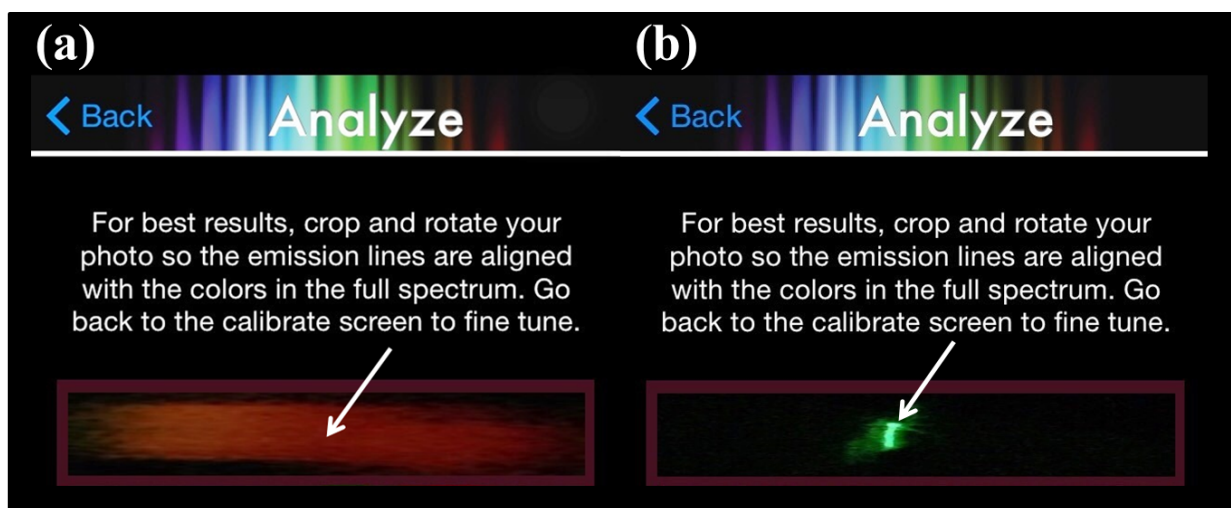 (a)
Back
Analyze
For best results, crop and rotate your
photo so the emission lines are aligned
with the colors in the full spectrum. Go
back to the calibrate screen to fine tune.
(b)
Back
Analyze
For best results, crop and rotate your
photo so the emission lines are aligned
with the colors in the full spectrum. Go
back to the calibrate screen to fine tune.